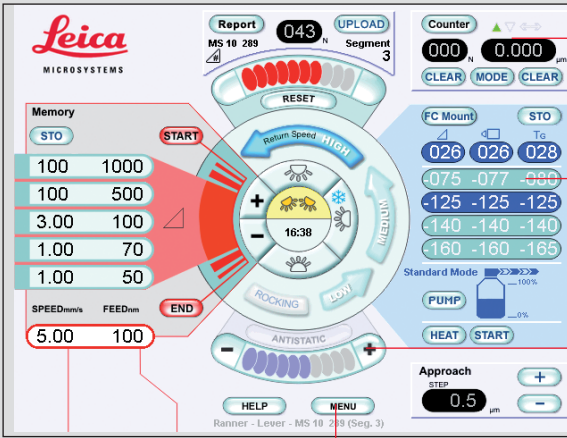 Leica
MICROSYSTEMS
Report
043 N
UPLOAD
MS 10 289
Segment
3
RESET
Counter
000 N
0.000 µm
CLEAR
MODE
CLEAR
Memory
STO
START
100 1000
100 500
3.00 100
1.00 70
1.00 50
SPEEDmm/s FEEDnm
5.00 100
END
Return Speed HIGH
MEDIUM
LOW
ROCKING
+
−
16:38
ANTISTATIC
−
+
HELP
MENU
Ranner - Lever - MS 10 289 (Seg. 3)
FC Mount
STO
TG
026 026 028
-075 -077 -080
-125 -125 -125
-140 -140 -140
-160 -160 -165
Standard Mode
100%
PUMP
0%
HEAT
START
Approach
STEP
0.5 µm
+
−